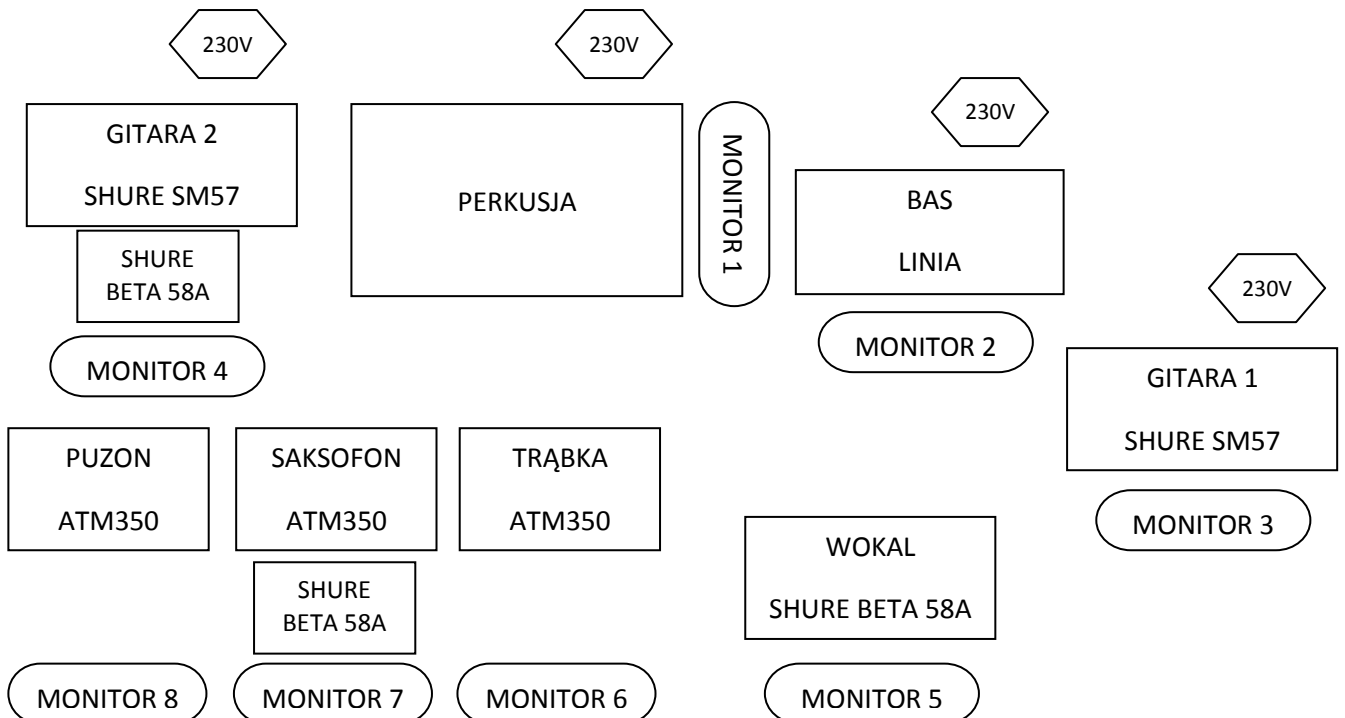 230V
230V
230V
GITARA 2
SHURE SM57
PERKUSJA
MONITOR 1
BAS
LINIA
SHURE
BETA 58A
MONITOR 4
MONITOR 2
230V
GITARA 1
SHURE SM57
MONITOR 3
PUZON
ATM350
SAKSOFON
ATM350
TRĄBKA
ATM350
WOKAL
SHURE BETA 58A
SHURE
BETA 58A
MONITOR 8
MONITOR 7
MONITOR 6
MONITOR 5